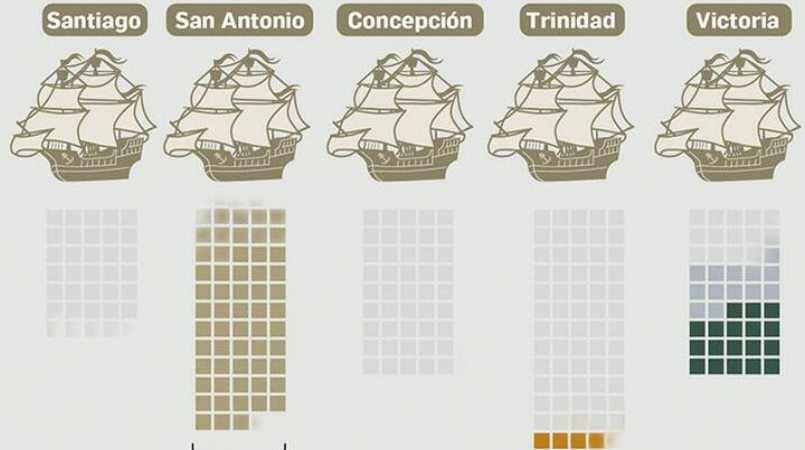 Santiago
San Antonio
Concepción
Trinidad
Victoria